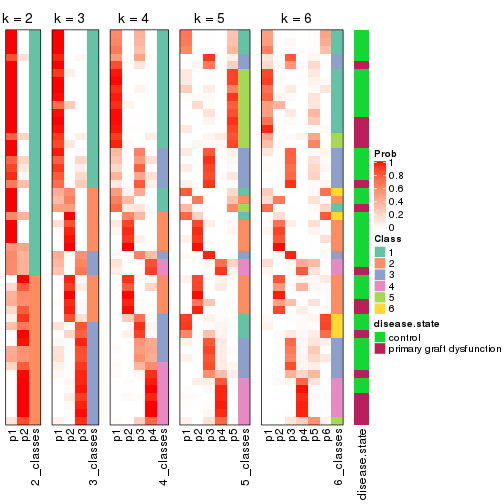 k = 2 k = 3 k = 4 k = 5 k = 6
Prob
1
0.8
0.6
0.4
0.2
0
Class
1
2
3
4
5
6
disease.state
control
primary graft dysfunction
p1 p2 2_classes p1 p2 p3 3_classes p1 p2 p3 p4 4_classes p1 p2 p3 p4 p5 5_classes p1 p2 p3 p4 p5 p6 6_classes disease.state